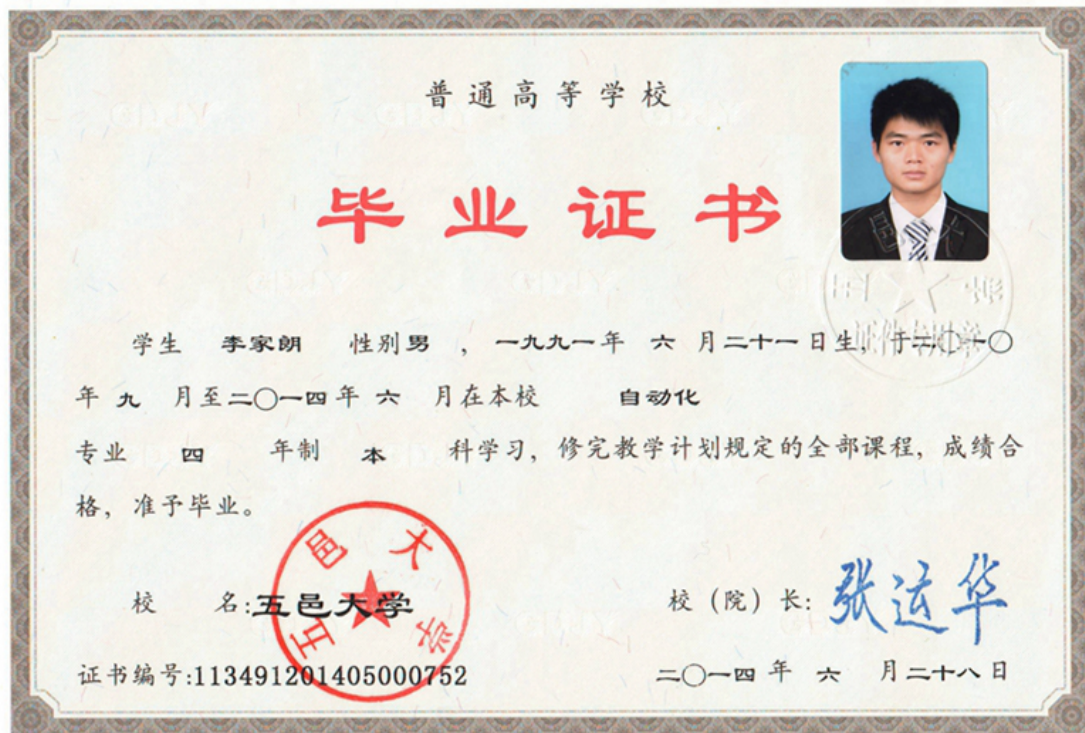 普通高等学校
毕业证书
学生 李家朗 性别男 ,一九九一年 六 月二十一日生,于二〇一〇
年 九 月至二〇一四年 六 月在本校 自动化
专业 四 年制 本 科学习,修完教学计划规定的全部课程,成绩合
格,准予毕业。
校 名:五邑大学
校(院)长:张运华
五邑大学
证书编号:113491201405000752
二〇一四年 六 月二十八日